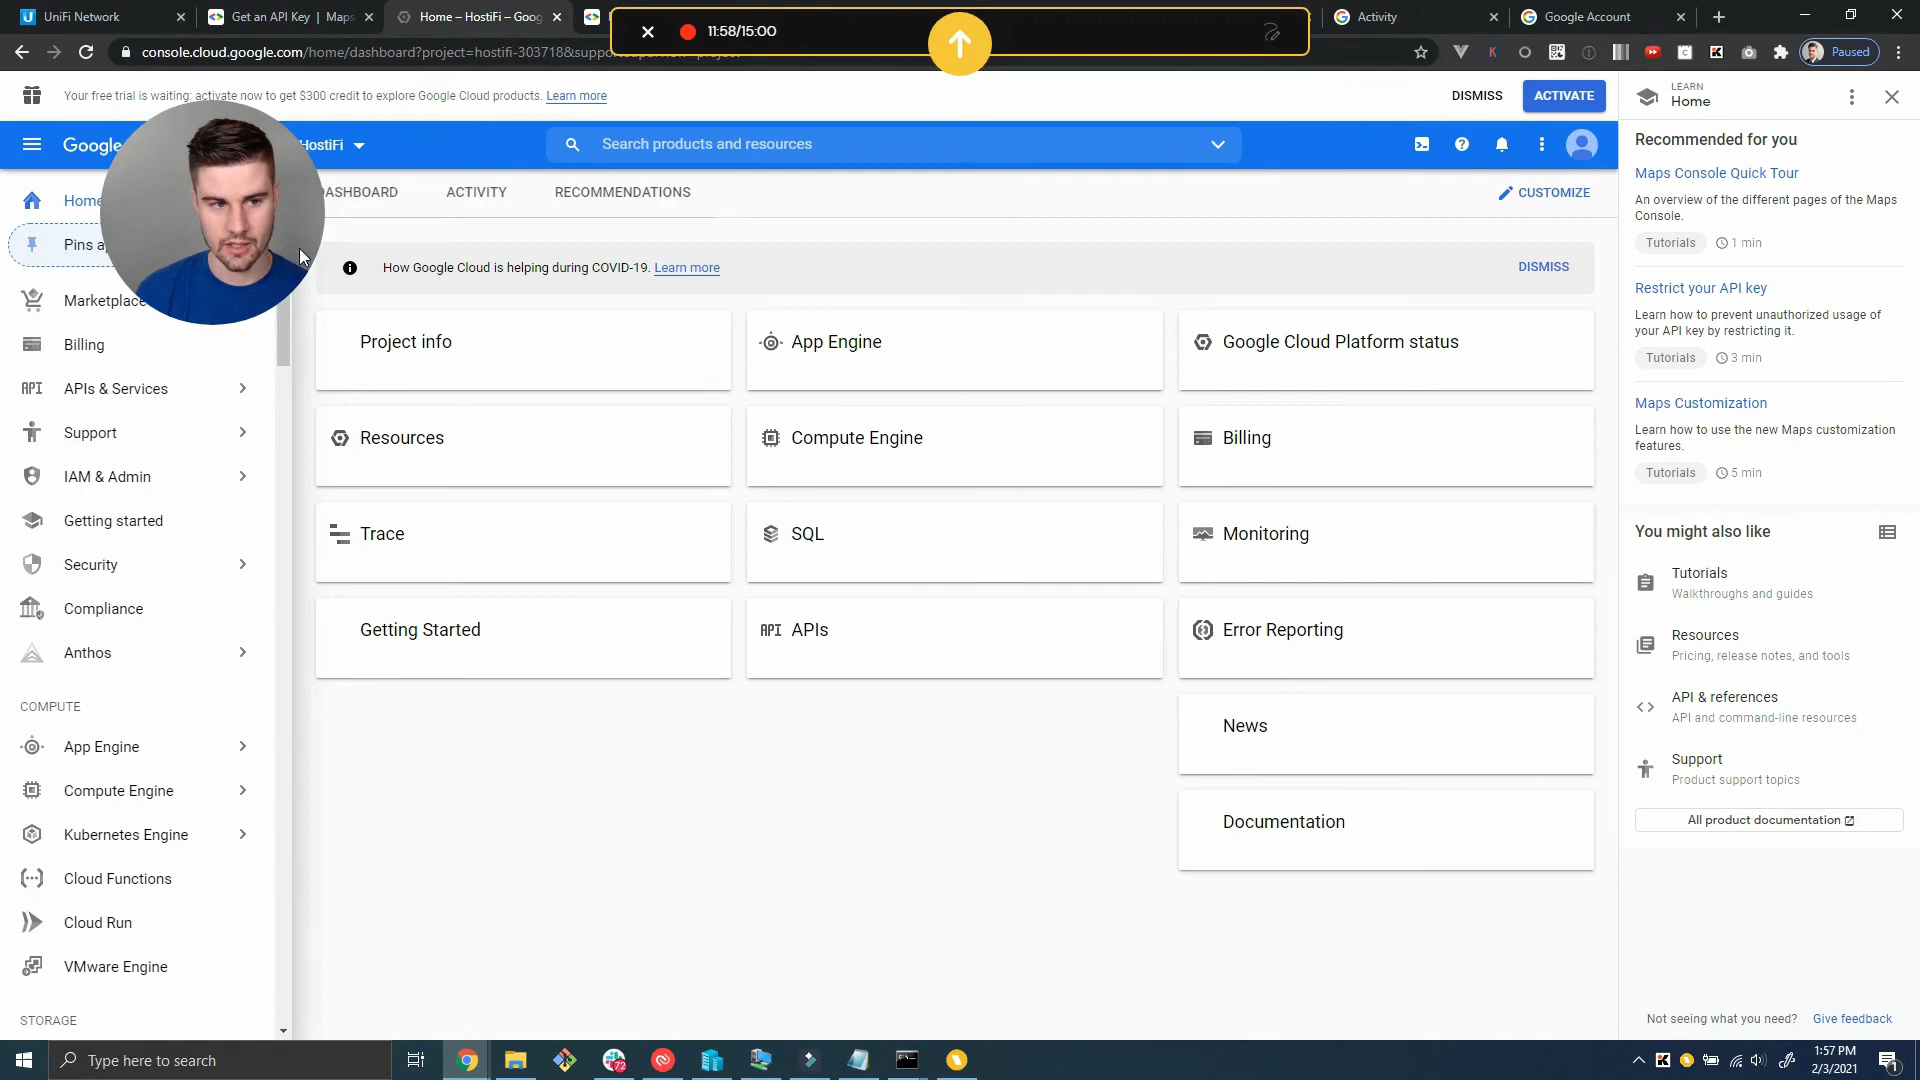 UniFi Network
Get an API Key | Maps
Home – HostiFi – Goog
Activity
Google Account
11:58/15:00
console.cloud.google.com/home/dashboard?project=hostifi-303718&
Paused
Your free trial is waiting: activate now to get $300 credit to explore Google Cloud products. Learn more
DISMISS
ACTIVATE
LEARN
Home
Google
HostiFi
Search products and resources
Home
Pins
DASHBOARD
ACTIVITY
RECOMMENDATIONS
CUSTOMIZE
How Google Cloud is helping during COVID-19. Learn more
DISMISS
Marketplace
Billing
API APIs & Services
Support
IAM & Admin
Getting started
Security
Compliance
Anthos
COMPUTE
App Engine
Compute Engine
Kubernetes Engine
Cloud Functions
Cloud Run
VMware Engine
STORAGE
Project info
App Engine
Google Cloud Platform status
Resources
Compute Engine
Billing
Trace
SQL
Monitoring
Getting Started
API APIs
Error Reporting
News
Documentation
Recommended for you
Maps Console Quick Tour
An overview of the different pages of the Maps
Console.
Tutorials
1 min
Restrict your API key
Learn how to prevent unauthorized usage of
your API key by restricting it.
Tutorials
3 min
Maps Customization
Learn how to use the new Maps customization
features.
Tutorials
5 min
You might also like
Tutorials
Walkthroughs and guides
Resources
Pricing, release notes, and tools
API & references
API and command-line resources
Support
Product support topics
All product documentation
Not seeing what you need?
Give feedback
Type here to search
72
1:57 PM
2/3/2021
1